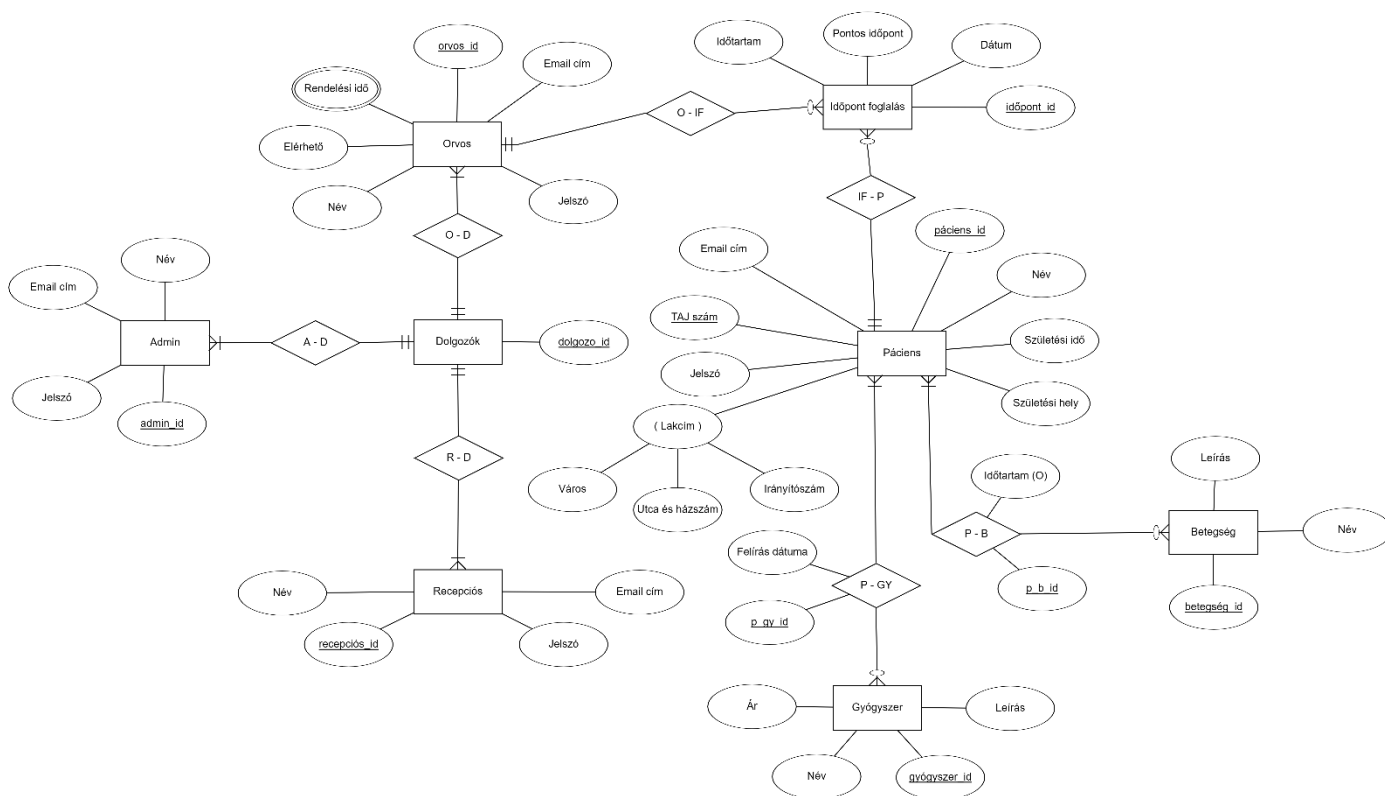 orvos_id
Pontos időpont
Időtartam
Dátum
Email cím
Rendelési idő
O - IF
Időpont foglalás
időpont_id
Orvos
Elérhető
Név
Jelszó
IF - P
páciens_id
O - D
Email cím
Név
Név
Email cím
TAJ szám
Admin
A - D
Dolgozók
dolgozo_id
Páciens
Születési idő
Jelszó
Jelszó
Születési hely
admin_id
( Lakcím )
R - D
Leírás
Város
Irányítószám
Utca és házszám
Időtartam (O)
P - B
Betegség
Név
Felírás dátuma
P - GY
Név
Recepciós
Email cím
p_b_id
betegség_id
p_gy_id
recepciós_id
Jelszó
Ár
Gyógyszer
Leírás
Név
gyógyszer_id